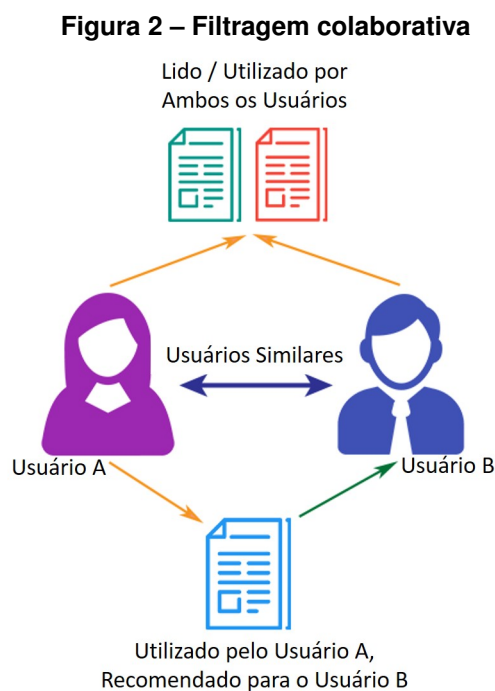 Figura 2 – Filtragem colaborativa
Lido / Utilizado por
Ambos os Usuários
Usuários Similares
Usuário A
Usuário B
Utilizado pelo Usuário A,
Recomendado para o Usuário B